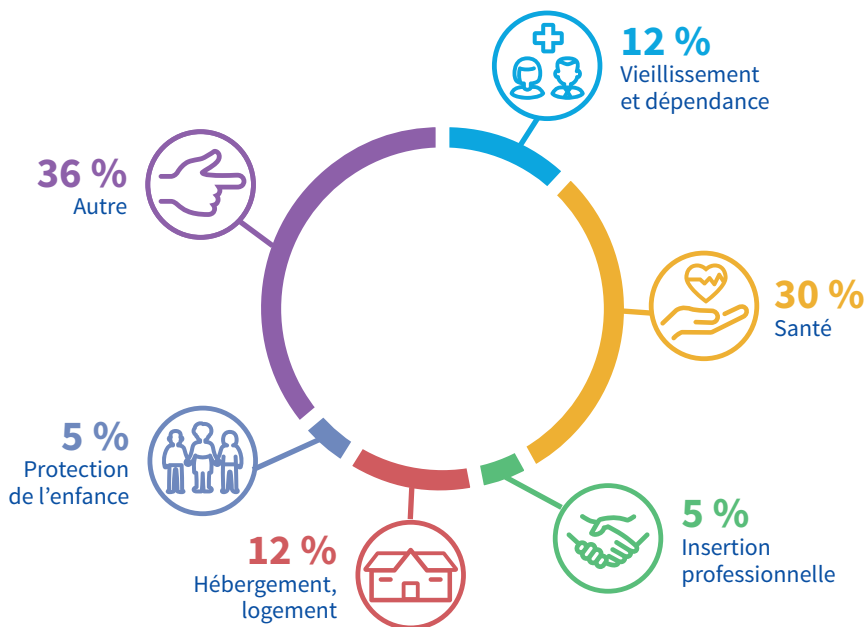 12 %
Vieillissement
et dépendance
30 %
Santé
5 %
Insertion
professionnelle
12 %
Hébergement,
logement
5 %
Protection
de l'enfance
36 %
Autre